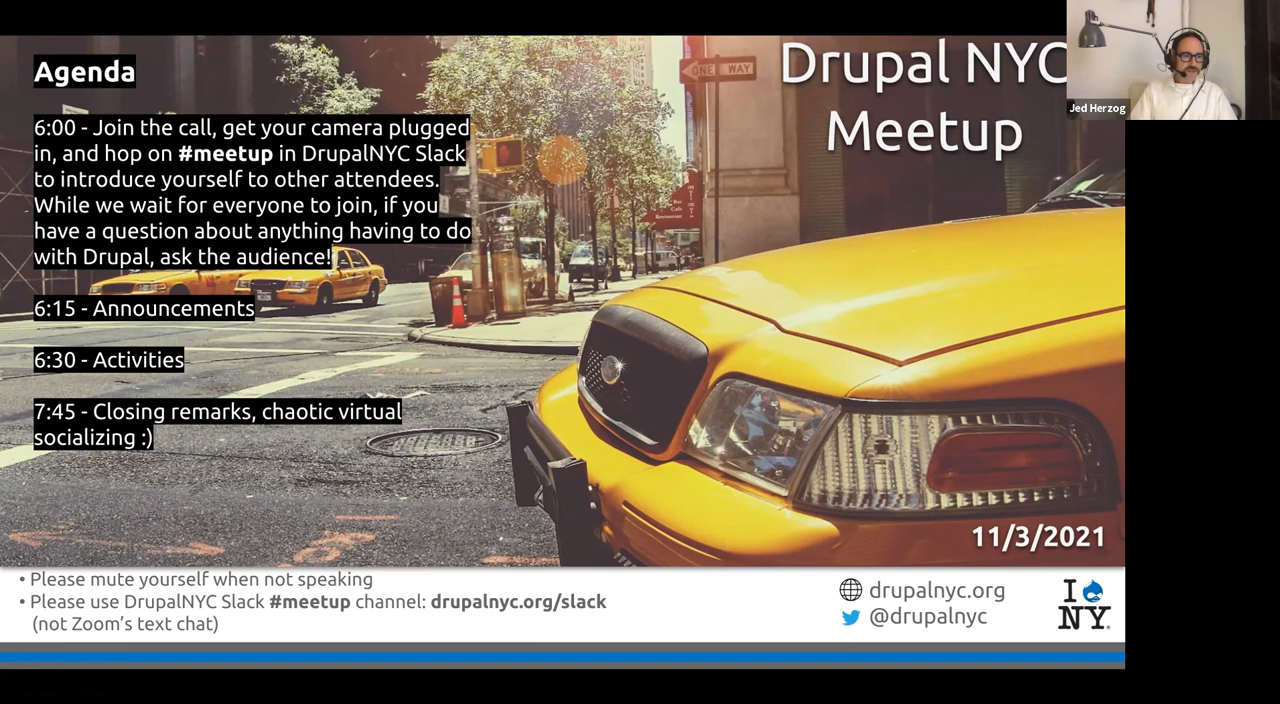 Agenda
6:00 - Join the call, get your camera plugged
in, and hop on #meetup in DrupalNYC Slack
to introduce yourself to other attendees.
While we wait for everyone to join, if you
have a question about anything having to do
with Drupal, ask the audience!
6:15 - Announcements
6:30 - Activities
7:45 - Closing remarks, chaotic virtual
socializing :)
Drupal NYC
Meetup
ONE WAY
Bar
Cafe
Restaurant
Jed Herzog
11/3/2021
• Please mute yourself when not speaking
• Please use DrupalNYC Slack #meetup channel: drupalnyc.org/slack
(not Zoom's text chat)
drupalnyc.org
@drupalnyc
I
NY